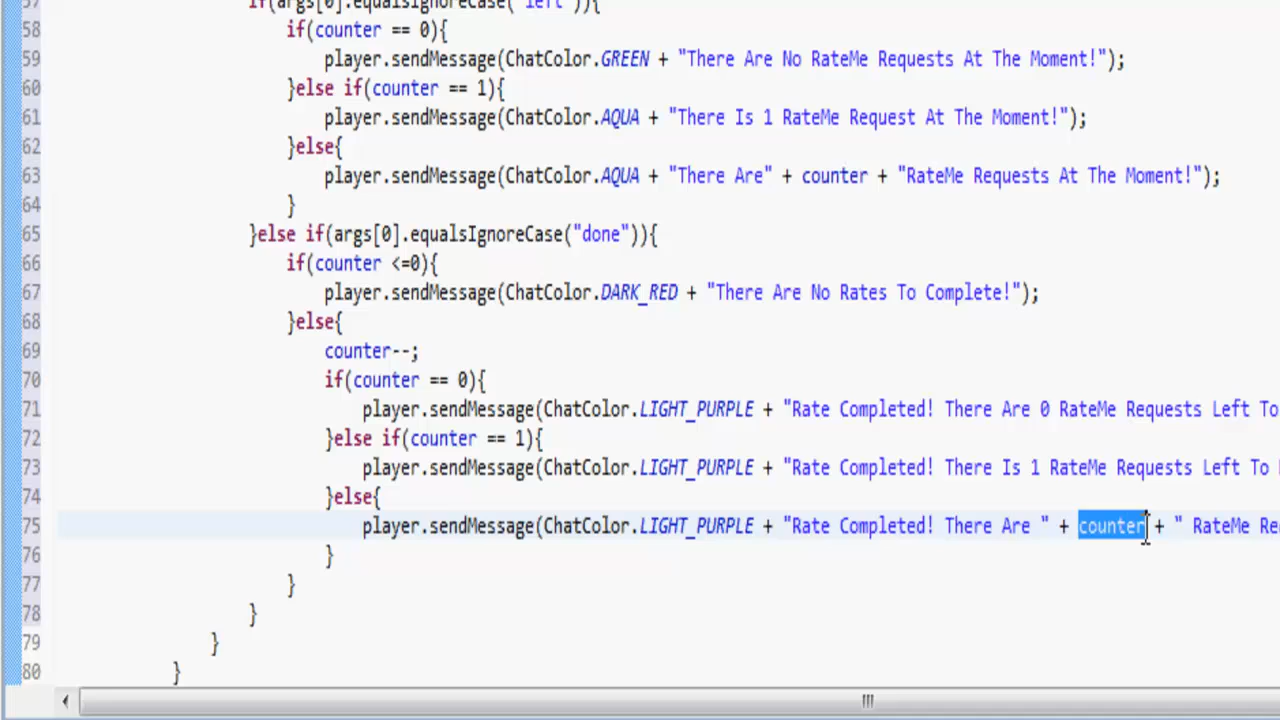 57 if(args[0].equalsIgnoreCase("left")){
58 if(counter == 0){
59 player.sendMessage(ChatColor.GREEN + "There Are No RateMe Requests At The Moment!");
60 }else if(counter == 1){
61 player.sendMessage(ChatColor.AQUA + "There Is 1 RateMe Request At The Moment!");
62 }else{
63 player.sendMessage(ChatColor.AQUA + "There Are" + counter + "RateMe Requests At The Moment!");
64 }
65 }else if(args[0].equalsIgnoreCase("done")){
66 if(counter <=0){
67 player.sendMessage(ChatColor.DARK_RED + "There Are No Rates To Complete!");
68 }else{
69 counter--;
70 if(counter == 0){
71 player.sendMessage(ChatColor.LIGHT_PURPLE + "Rate Completed! There Are 0 RateMe Requests Left To
72 }else if(counter == 1){
73 player.sendMessage(ChatColor.LIGHT_PURPLE + "Rate Completed! There Is 1 RateMe Requests Left To
74 }else{
75 player.sendMessage(ChatColor.LIGHT_PURPLE + "Rate Completed! There Are " + counter + " RateMe Re
76 }
77 }
78 }
79 }
80 }